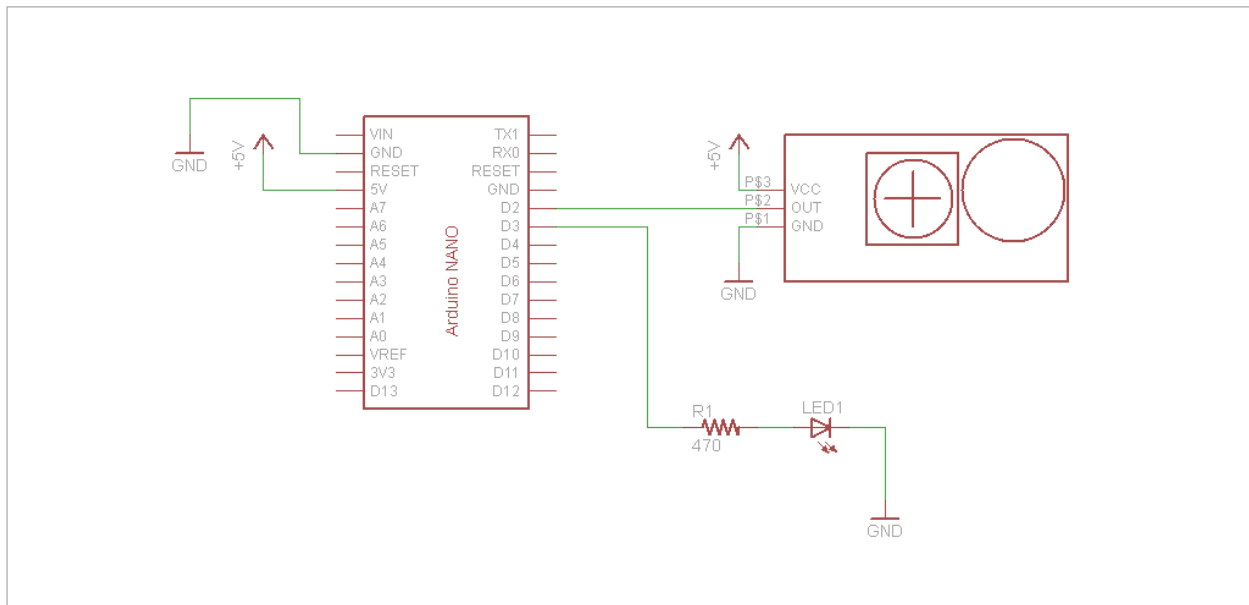 GND
+5V
VIN
GND
RESET
5V
A7
A6
A5
A4
A3
A2
A1
A0
VREF
3V3
D13
Arduino NANO
TX1
RX0
RESET
GND
D2
D3
D4
D5
D6
D7
D8
D9
D10
D11
D12
+5V
P$3
P$2
P$1
VCC
OUT
GND
GND
R1
470
LED1
GND